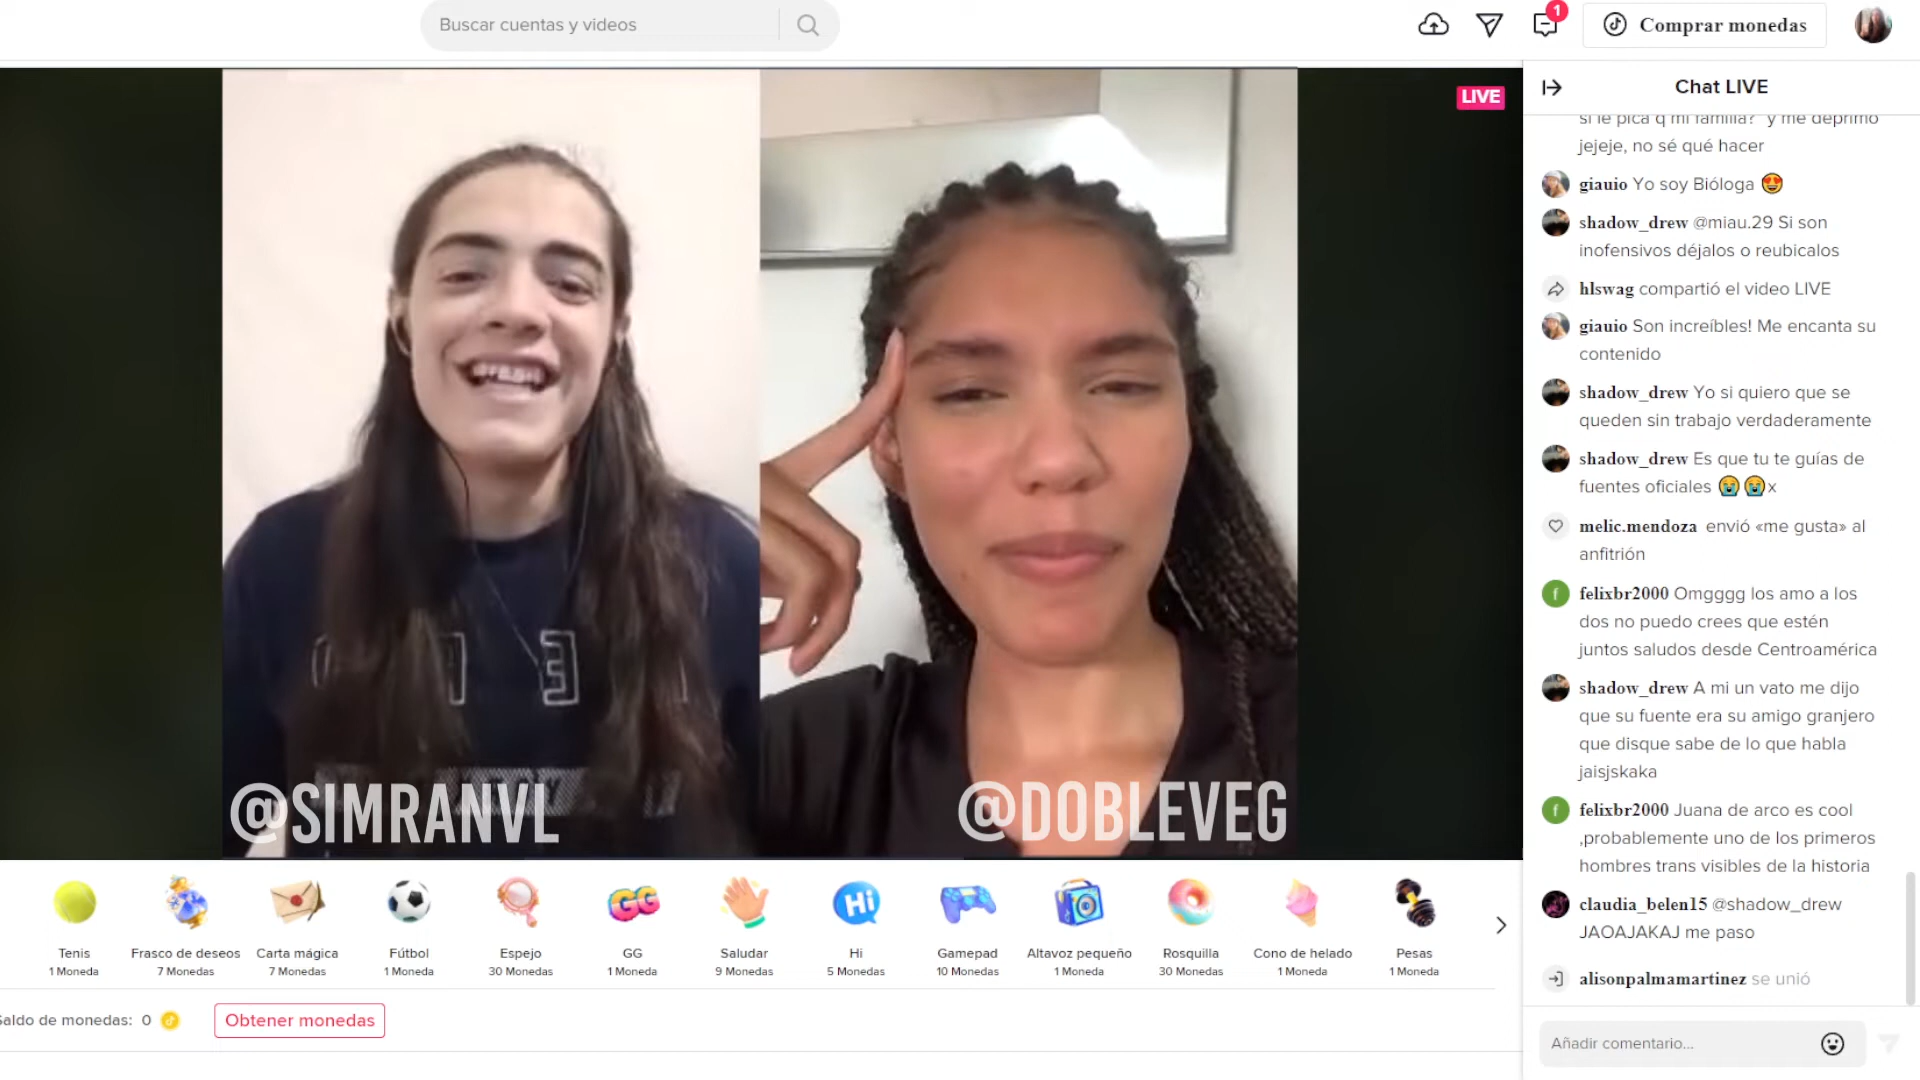 Buscar cuentas y videos
1
Comprar monedas
LIVE
@SIMRANVL
@DOBLEVEG
Tenis
1 Moneda
Frasco de deseos
7 Monedas
Carta mágica
7 Monedas
Fútbol
1 Moneda
Espejo
30 Monedas
GG
GG
1 Moneda
Saludar
9 Monedas
Hi
Hi
5 Monedas
Gamepad
10 Monedas
Altavoz pequeño
1 Moneda
Rosquilla
30 Monedas
Cono de helado
1 Moneda
Pesas
1 Moneda
Saldo de monedas: 0
Obtener monedas
Chat LIVE
si le pica q mi familia? y me deprimo
jejeje, no sé qué hacer
giauio Yo soy Bióloga 😍
shadow_drew @miau.29 Si son
inofensivos déjalos o reubicalos
hlswag compartió el video LIVE
giauio Son increíbles! Me encanta su
contenido
shadow_drew Yo si quiero que se
queden sin trabajo verdaderamente
shadow_drew Es que tu te guías de
fuentes oficiales 😭😭x
melic.mendoza envió «me gusta» al
anfitrión
f
felixbr2000 Omgggg los amo a los
dos no puedo crees que estén
juntos saludos desde Centroamérica
shadow_drew A mi un vato me dijo
que su fuente era su amigo granjero
que disque sabe de lo que habla
jaisjskaka
f
felixbr2000 Juana de arco es cool
,probablemente uno de los primeros
hombres trans visibles de la historia
claudia_belen15 @shadow_drew
JAOAJAKAJ me paso
alisonpalmamartinez se unió
Añadir comentario...